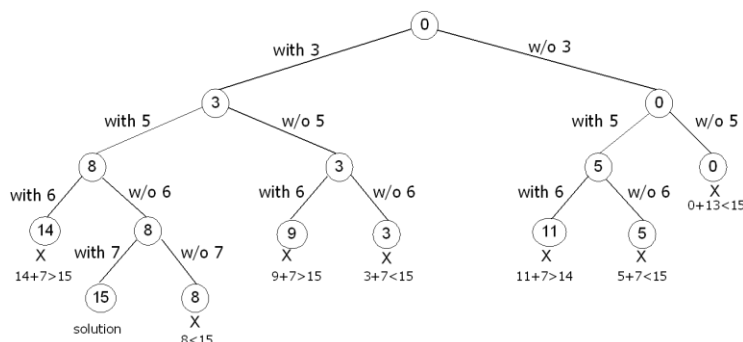 0
with 3
w/o 3
3
0
with 5
w/o 5
with 5
w/o 5
8
3
5
0
X
0+13<15
with 6
w/o 6
with 6
w/o 6
with 6
w/o 6
14
8
9
3
11
5
X
X
X
X
X
14+7>15
with 7
w/o 7
9+7>15
3+7<15
11+7>14
5+7<15
15
8
solution
X
8<15